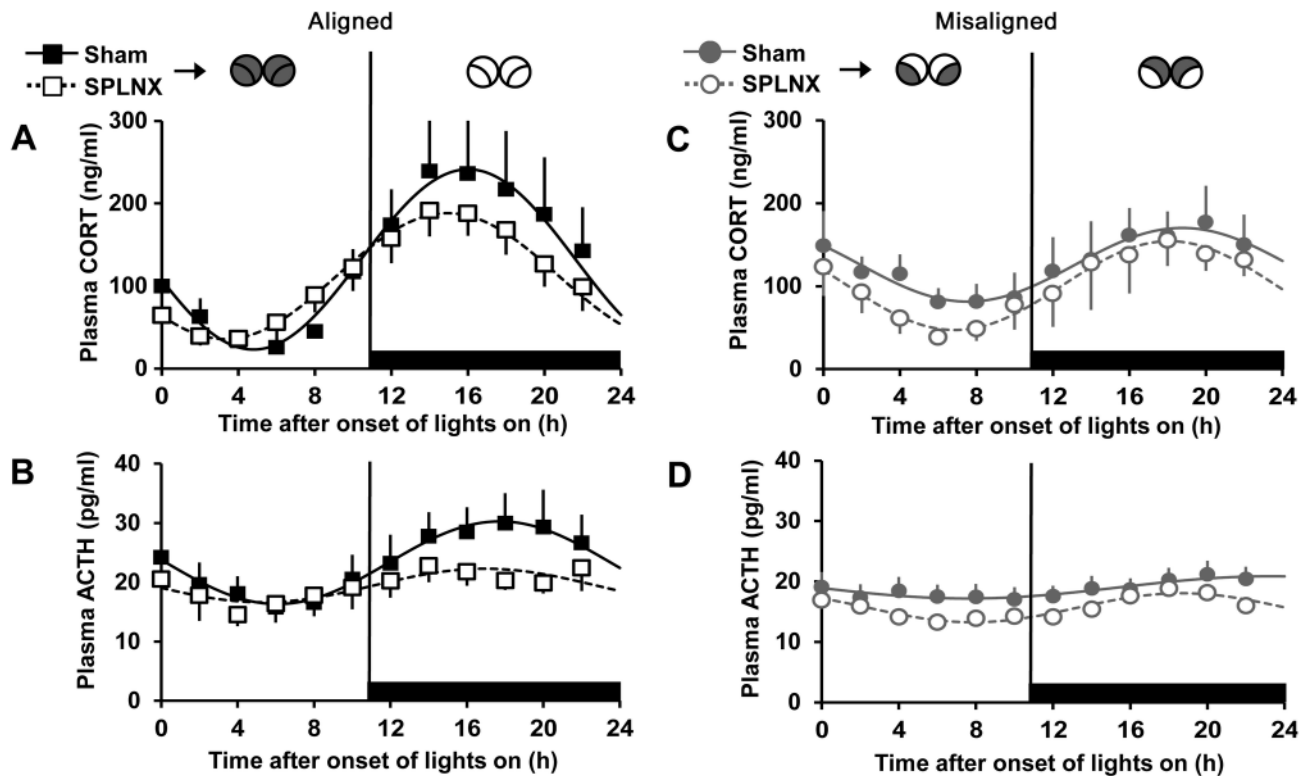 Aligned
Sham
SPLNX
A
Plasma CORT (ng/ml)
300
200
100
0
0 4 8 12 16 20 24
Time after onset of lights on (h)
B
Plasma ACTH (pg/ml)
40
30
20
10
0
0 4 8 12 16 20 24
Time after onset of lights on (h)
Misaligned
Sham
SPLNX
C
Plasma CORT (ng/ml)
300
200
100
0
0 4 8 12 16 20 24
Time after onset of lights on (h)
D
Plasma ACTH (pg/ml)
40
30
20
10
0
0 4 8 12 16 20 24
Time after onset of lights on (h)